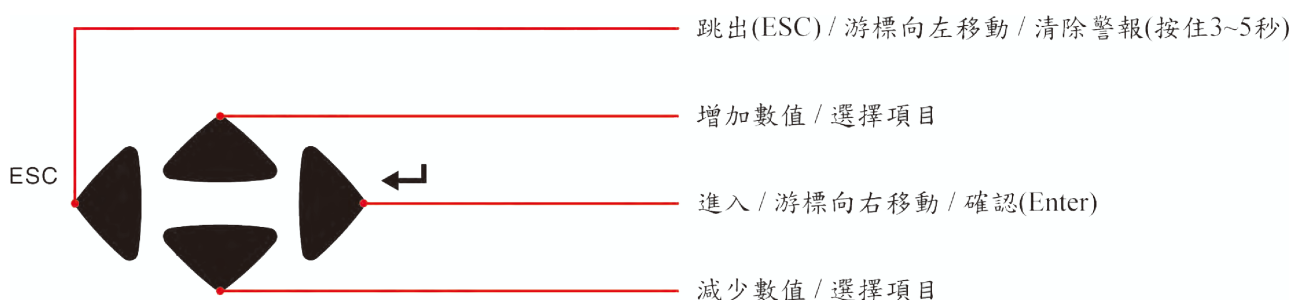 跳出(ESC) / 游標向左移動 / 清除警報(按住3~5秒)
增加數值 / 選擇項目
ESC
進入 / 游標向右移動 / 確認(Enter)
減少數值 / 選擇項目